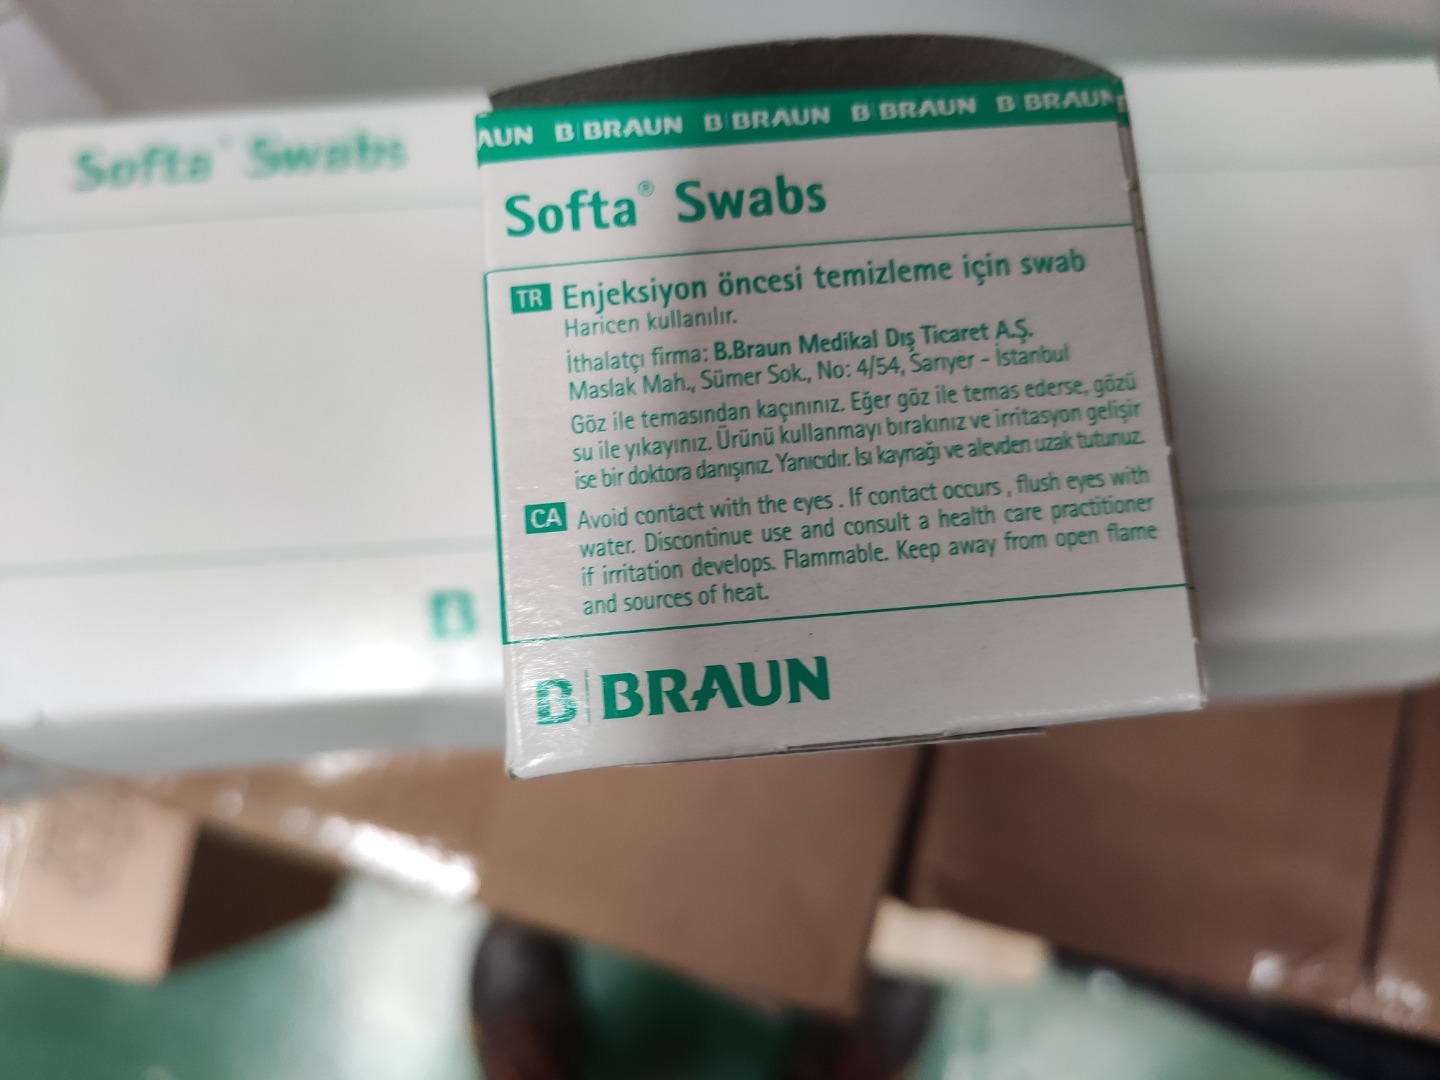 AUN B BRAUN B BRAUN B BRAUN B BRAUN
Softa® Swabs
Softa® Swabs
TR Enjeksiyon öncesi temizleme için swab
Haricen kullanılır.
İthalatçı firma: B.Braun Medikal Dış Ticaret A.Ş.
Maslak Mah., Sümer Sok., No: 4/54, Sarıyer - İstanbul
Göz ile temasından kaçınınız. Eğer göz ile temas ederse, gözü
su ile yıkayınız. Ürünü kullanmayı bırakınız ve irritasyon gelişir
ise bir doktora danışınız. Yanıcıdır. Isı kaynağı ve alevden uzak tutunuz.
CA Avoid contact with the eyes . If contact occurs , flush eyes with
water. Discontinue use and consult a health care practitioner
if irritation develops. Flammable. Keep away from open flame
and sources of heat.
B
B BRAUN